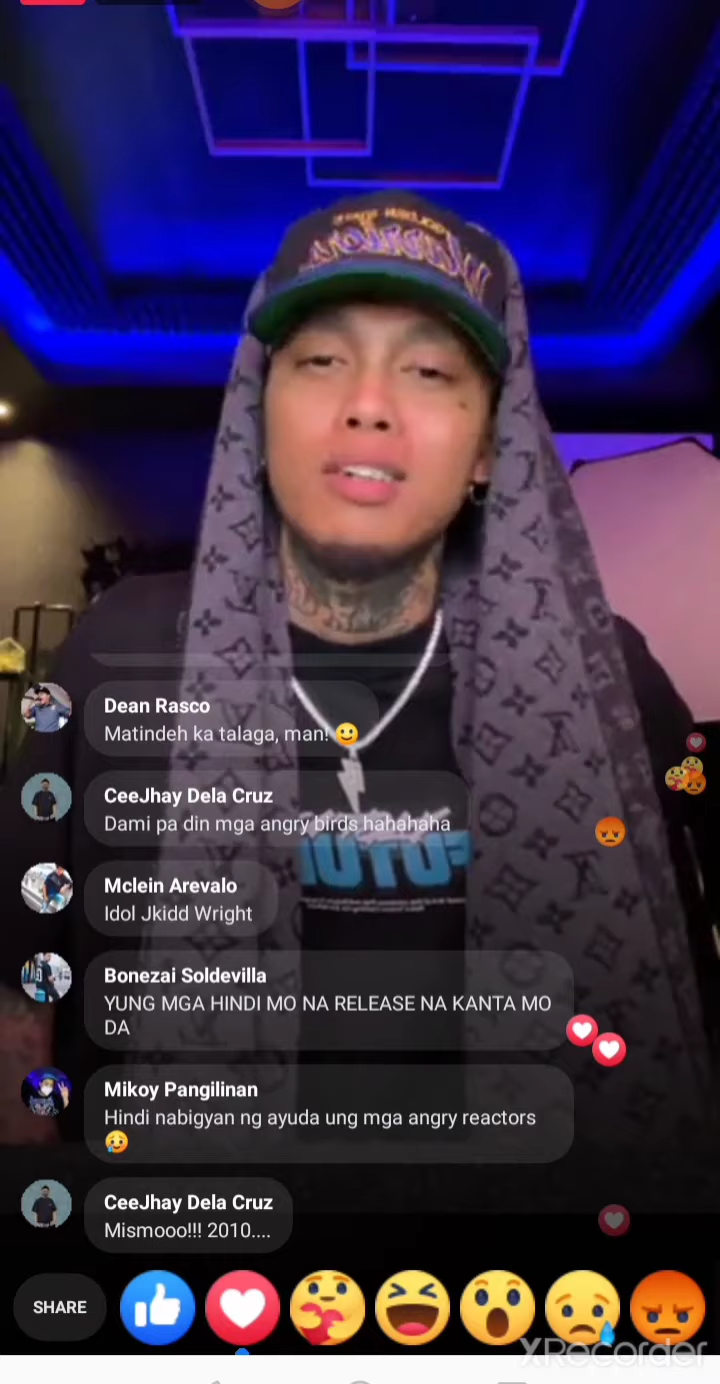 Dean Rasco
Matindeh ka talaga, man! 🙂
CeeJhay Dela Cruz
Dami pa din mga angry birds hahahaha
Mclein Arevalo
Idol Jkidd Wright
Bonezai Soldevilla
YUNG MGA HINDI MO NA RELEASE NA KANTA MO
DA
Mikoy Pangilinan
Hindi nabigyan ng ayuda ung mga angry reactors
🥲
CeeJhay Dela Cruz
Mismooo!!! 2010....
SHARE
XRecorder